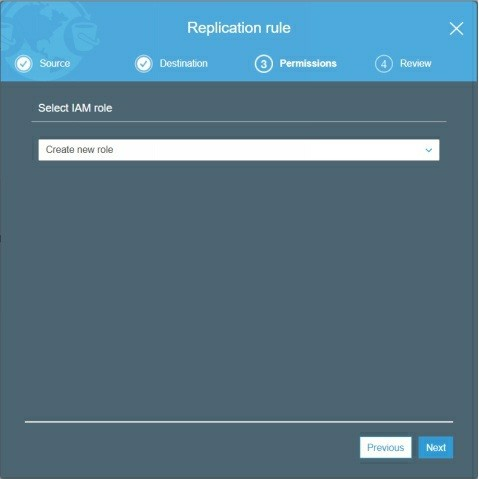 Replication rule
Source
Destination
3 Permissions
4 Review
Select IAM role
Create new role
Previous
Next